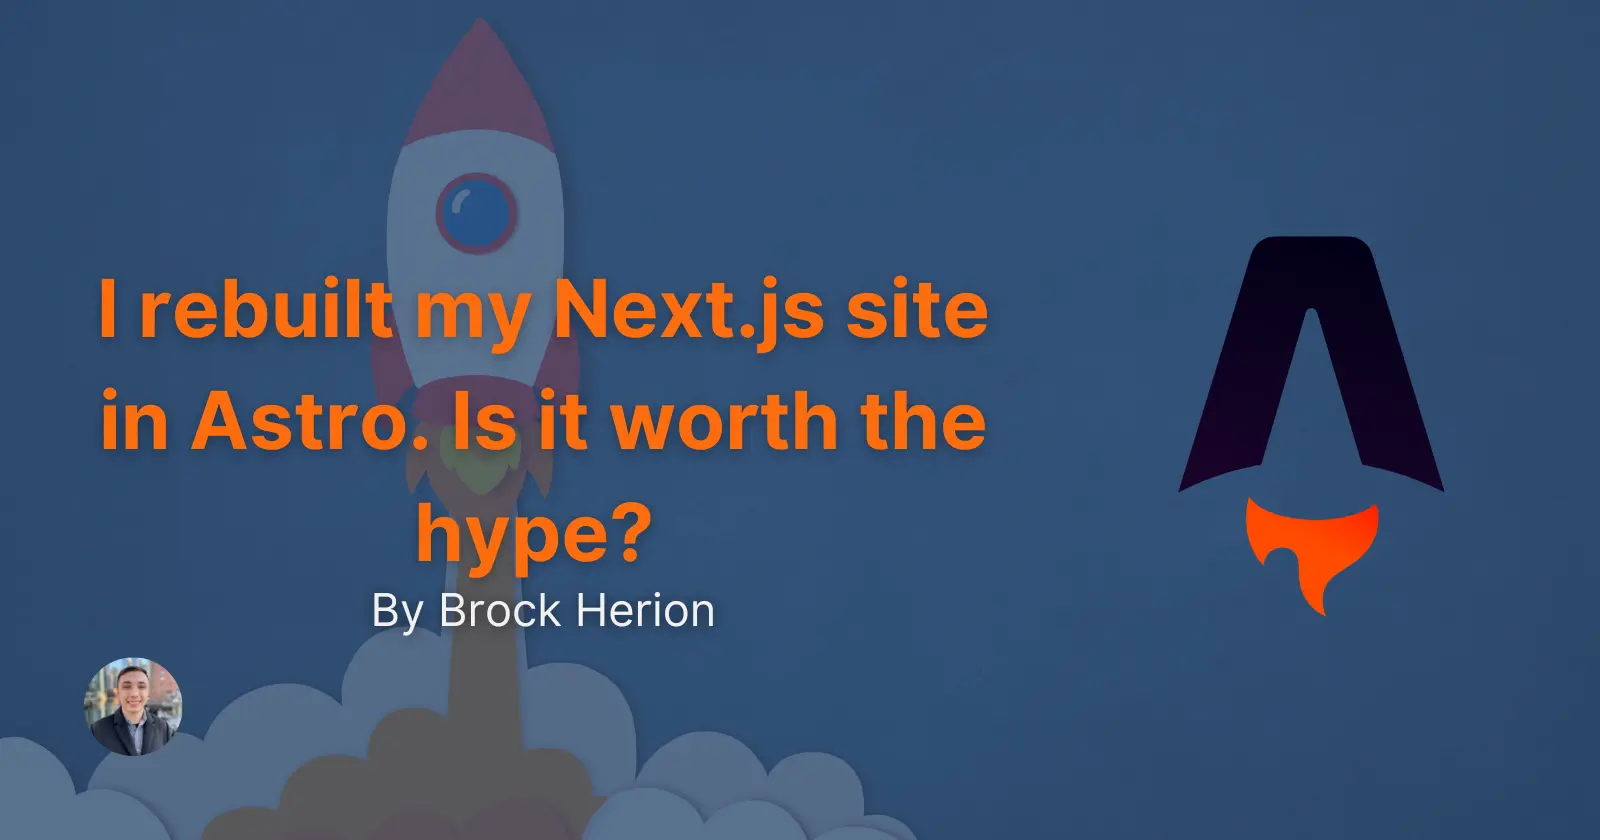 I rebuilt my Next.js site
in Astro. Is it worth the
hype?
By Brock Herion